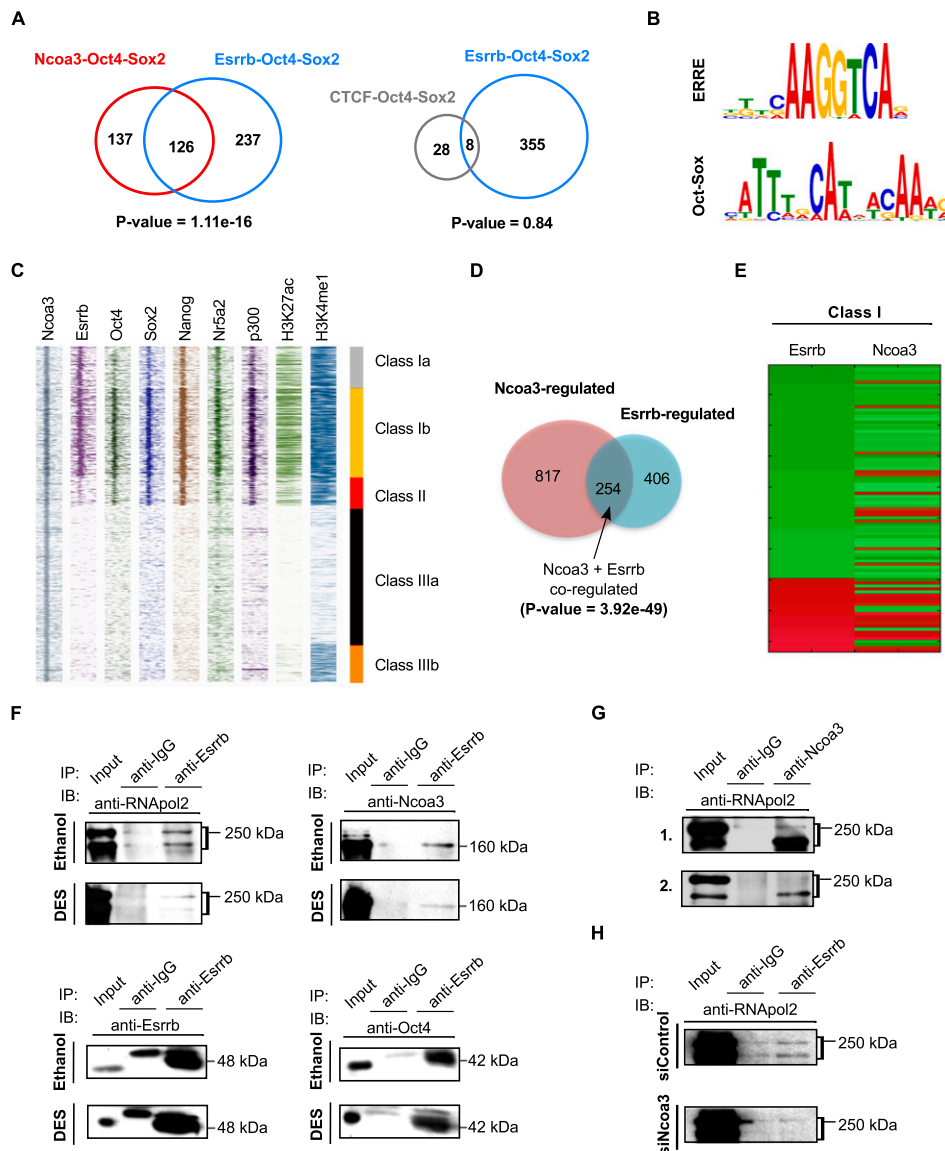 A
Ncoa3-Oct4-Sox2
Esrrb-Oct4-Sox2
137
126
237
P-value = 1.11e-16
Esrrb-Oct4-Sox2
CTCF-Oct4-Sox2
28
8
355
P-value = 0.84
B
ERRE
AAGGTCA
Oct-Sox
C
Ncoa3
Esrrb
Oct4
Sox2
Nanog
Nr5a2
p300
H3K27ac
H3K4me1
Class Ia
Class Ib
Class II
Class IIIa
Class IIIb
D
Ncoa3-regulated
Esrrb-regulated
817
254
406
Ncoa3 + Esrrb
co-regulated
(P-value = 3.92e-49)
E
Class I
Esrrb Ncoa3
F
IP: Input anti-IgG anti-Esrrb
IB: anti-RNApol2
Ethanol 250 kDa
DES 250 kDa
IP: Input anti-IgG anti-Esrrb
IB: anti-Ncoa3
Ethanol 160 kDa
DES 160 kDa
IP: Input anti-IgG anti-Esrrb
IB: anti-Esrrb
Ethanol 48 kDa
DES 48 kDa
IP: Input anti-IgG anti-Esrrb
IB: anti-Oct4
Ethanol 42 kDa
DES 42 kDa
G
IP: Input anti-IgG anti-Ncoa3
IB: anti-RNApol2
1. 250 kDa
2. 250 kDa
H
IP: Input anti-IgG anti-Esrrb
IB: anti-RNApol2
siControl 250 kDa
siNcoa3 250 kDa